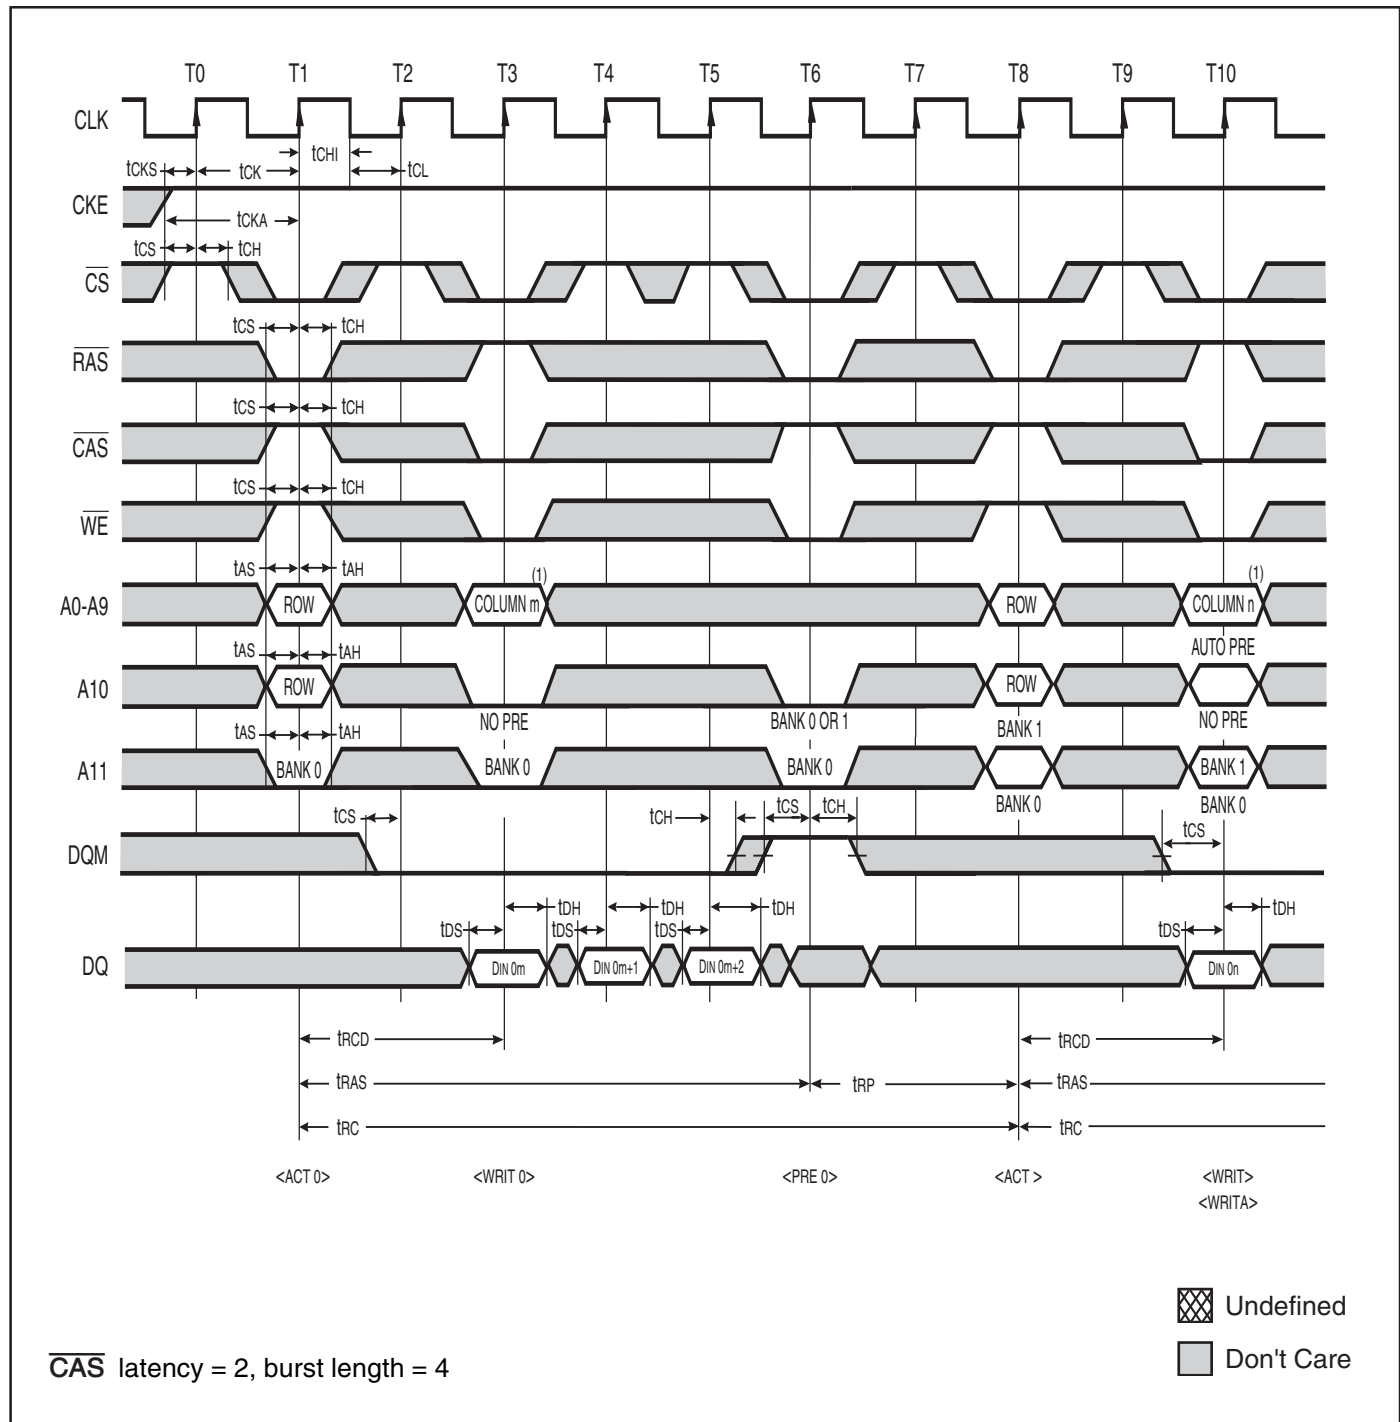 T0 T1 T2 T3 T4 T5 T6 T7 T8 T9 T10
CLK
tCHI
tCKS tCK tCL
CKE
tCKA
tCS tCH
CS
tCS tCH
RAS
tCS tCH
CAS
tCS tCH
WE
tAS tAH (1) (1)
A0-A9 ROW COLUMN m ROW COLUMN n
tAS tAH AUTO PRE
A10 ROW ROW
NO PRE BANK 0 OR 1 BANK 1 NO PRE
tAS tAH
A11 BANK 0 BANK 0 BANK 0 BANK 1
BANK 0 BANK 0
tCS tCH tCS tCH tCS
DQM
tDH tDH tDH tDH
tDS tDS tDS tDS
DQ DIN 0m DIN 0m+1 DIN 0m+2 DIN 0n
tRCD tRCD
tRAS tRP tRAS
tRC tRC
<ACT 0> <WRIT 0> <PRE 0> <ACT > <WRIT>
<WRITA>
Undefined
Don't Care
CAS latency = 2, burst length = 4